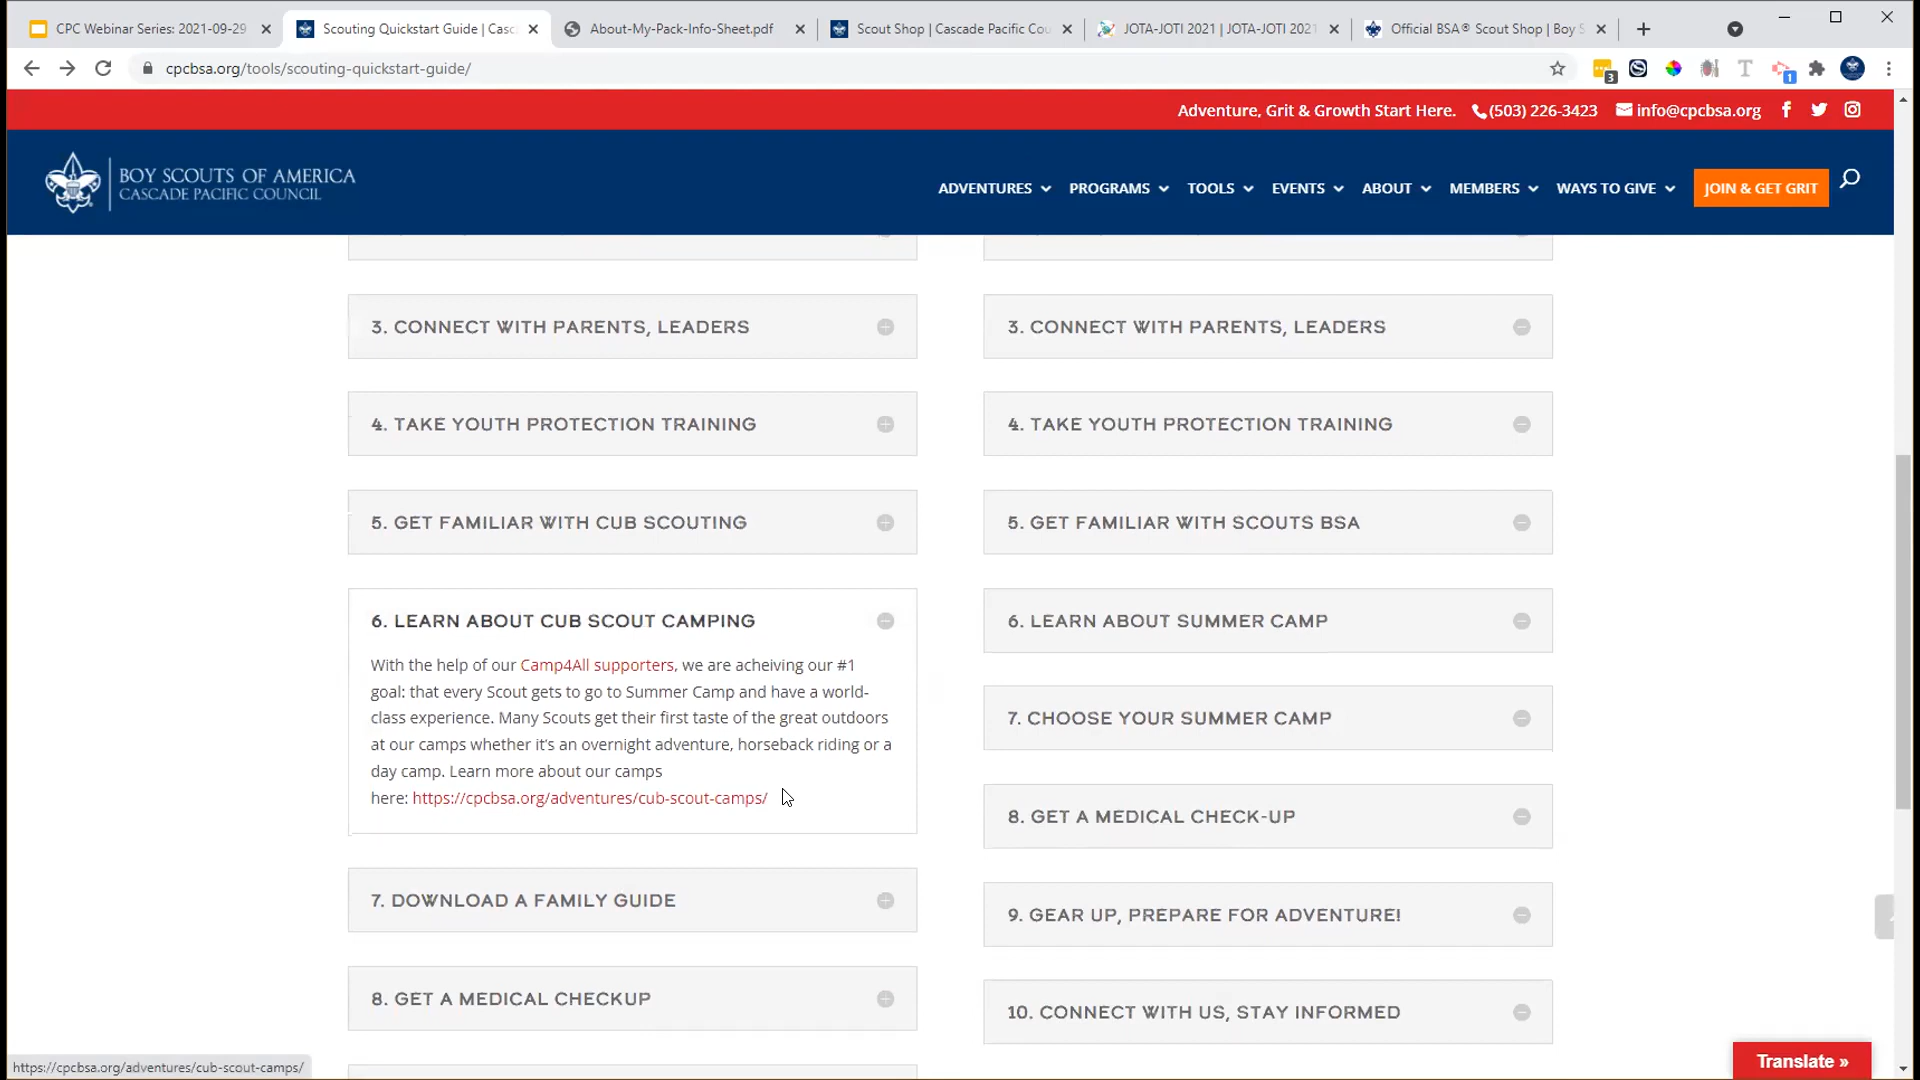 CPC Webinar Series: 2021-09-29
Scouting Quickstart Guide | Casc
About-My-Pack-Info-Sheet.pdf
Scout Shop | Cascade Pacific Cou
JOTA-JOTI 2021 | JOTA-JOTI 2021
Official BSA® Scout Shop | Boy S
cpcbsa.org/tools/scouting-quickstart-guide/
3
1
Adventure, Grit & Growth Start Here.
(503) 226-3423
info@cpcbsa.org
BOY SCOUTS OF AMERICA
CASCADE PACIFIC COUNCIL
ADVENTURES
PROGRAMS
TOOLS
EVENTS
ABOUT
MEMBERS
WAYS TO GIVE
JOIN & GET GRIT
3. CONNECT WITH PARENTS, LEADERS
4. TAKE YOUTH PROTECTION TRAINING
5. GET FAMILIAR WITH CUB SCOUTING
6. LEARN ABOUT CUB SCOUT CAMPING
With the help of our Camp4All supporters, we are acheiving our #1
goal: that every Scout gets to go to Summer Camp and have a world-
class experience. Many Scouts get their first taste of the great outdoors
at our camps whether it's an overnight adventure, horseback riding or a
day camp. Learn more about our camps
here: https://cpcbsa.org/adventures/cub-scout-camps/
7. DOWNLOAD A FAMILY GUIDE
8. GET A MEDICAL CHECKUP
3. CONNECT WITH PARENTS, LEADERS
4. TAKE YOUTH PROTECTION TRAINING
5. GET FAMILIAR WITH SCOUTS BSA
6. LEARN ABOUT SUMMER CAMP
7. CHOOSE YOUR SUMMER CAMP
8. GET A MEDICAL CHECK-UP
9. GEAR UP, PREPARE FOR ADVENTURE!
10. CONNECT WITH US, STAY INFORMED
https://cpcbsa.org/adventures/cub-scout-camps/
Translate »